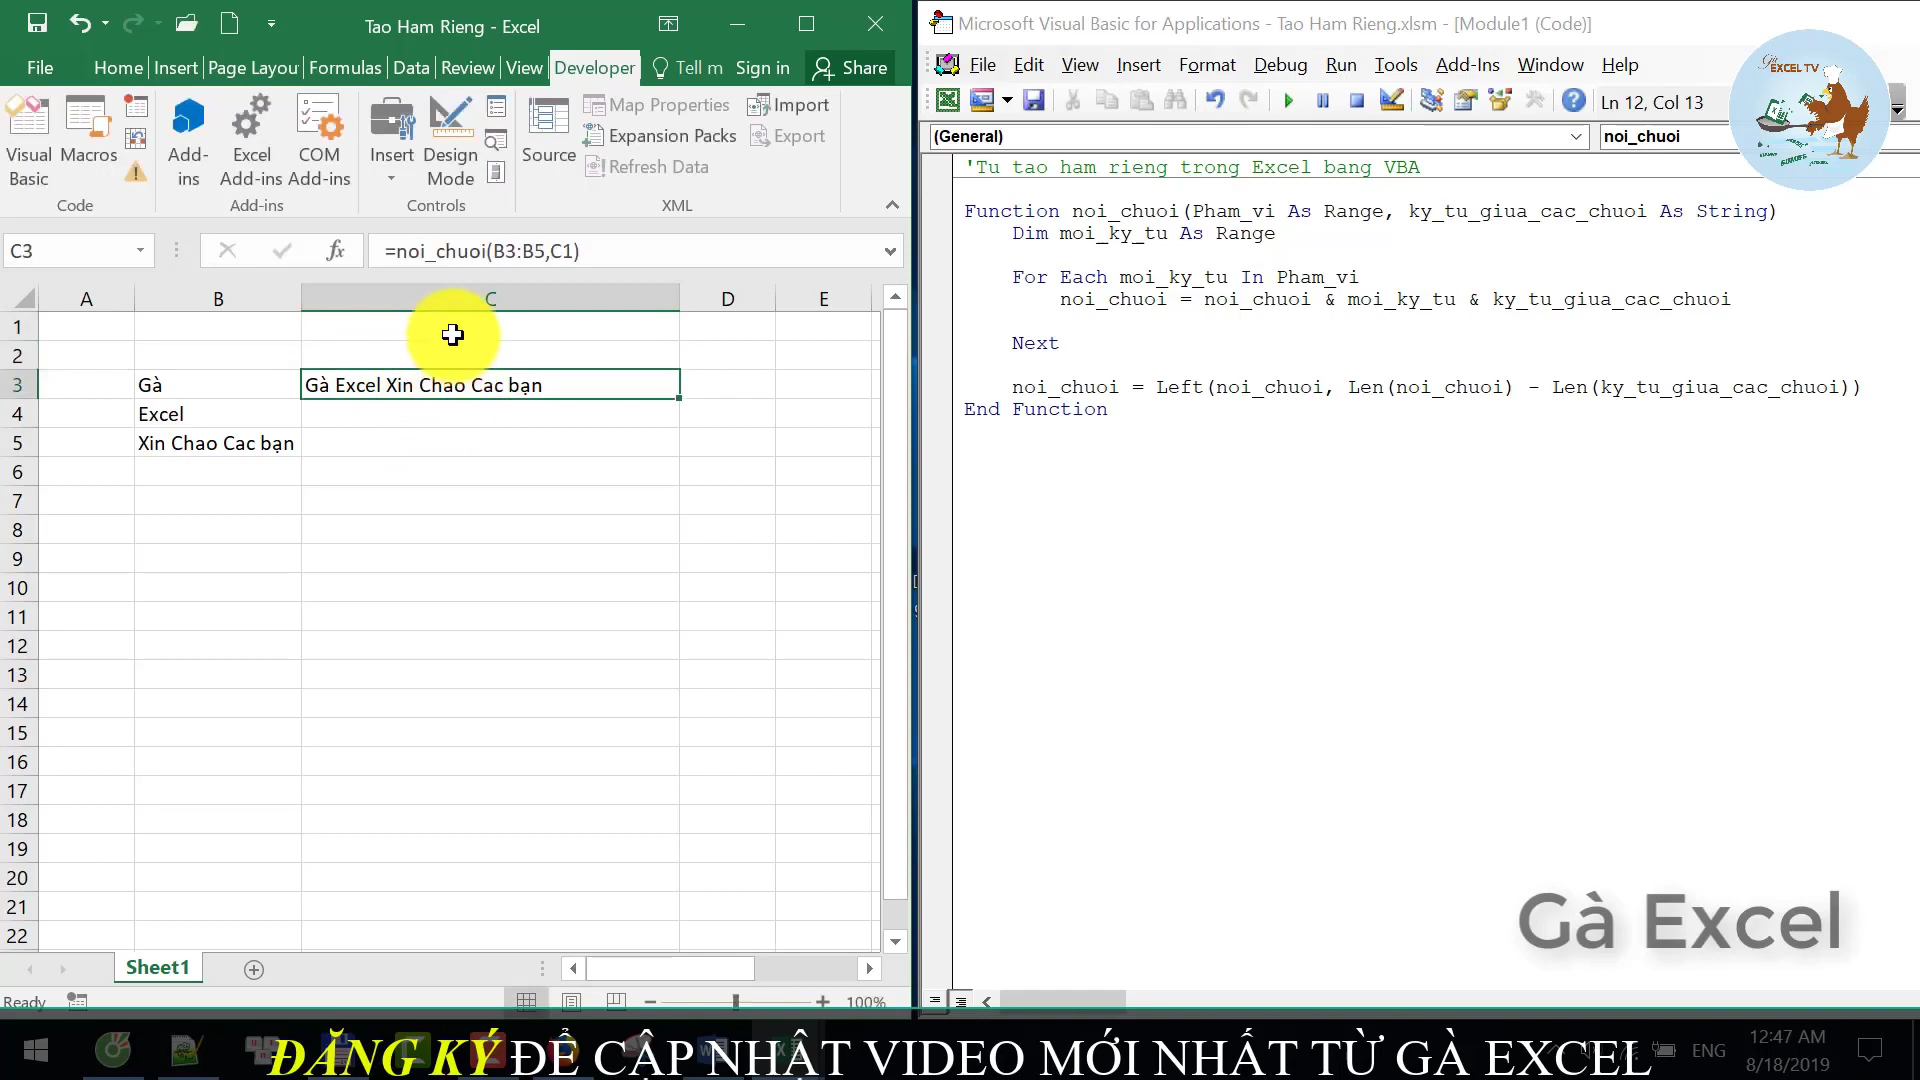 Tao Ham Rieng - Excel
File Home Insert Page Layou Formulas Data Review View Developer Tell m Sign in Share
Visual Basic
Macros
Code
Add-ins
Excel Add-ins
COM Add-ins
Add-ins
Insert
Design Mode
Controls
Source
Map Properties
Expansion Packs
Refresh Data
Import
Export
XML
C3
fx
=noi_chuoi(B3:B5,C1)
A B C D E
1
2
3 Gà Gà Excel Xin Chao Cac bạn
4 Excel
5 Xin Chao Cac bạn
6
7
8
9
10
11
12
13
14
15
16
17
18
19
20
21
22
Sheet1
Ready
100%
Microsoft Visual Basic for Applications - Tao Ham Rieng.xlsm - [Module1 (Code)]
File Edit View Insert Format Debug Run Tools Add-Ins Window Help
Ln 12, Col 13
(General)
noi_chuoi
'Tu tao ham rieng trong Excel bang VBA
Function noi_chuoi(Pham_vi As Range, ky_tu_giua_cac_chuoi As String)
Dim moi_ky_tu As Range
For Each moi_ky_tu In Pham_vi
noi_chuoi = noi_chuoi & moi_ky_tu & ky_tu_giua_cac_chuoi
Next
noi_chuoi = Left(noi_chuoi, Len(noi_chuoi) - Len(ky_tu_giua_cac_chuoi))
End Function
Gà
EXCEL TV
Gà Excel
ĐĂNG KÝ ĐỂ CẬP NHẬT VIDEO MỚI NHẤT TỪ GÀ EXCEL
ENG
12:47 AM
8/18/2019